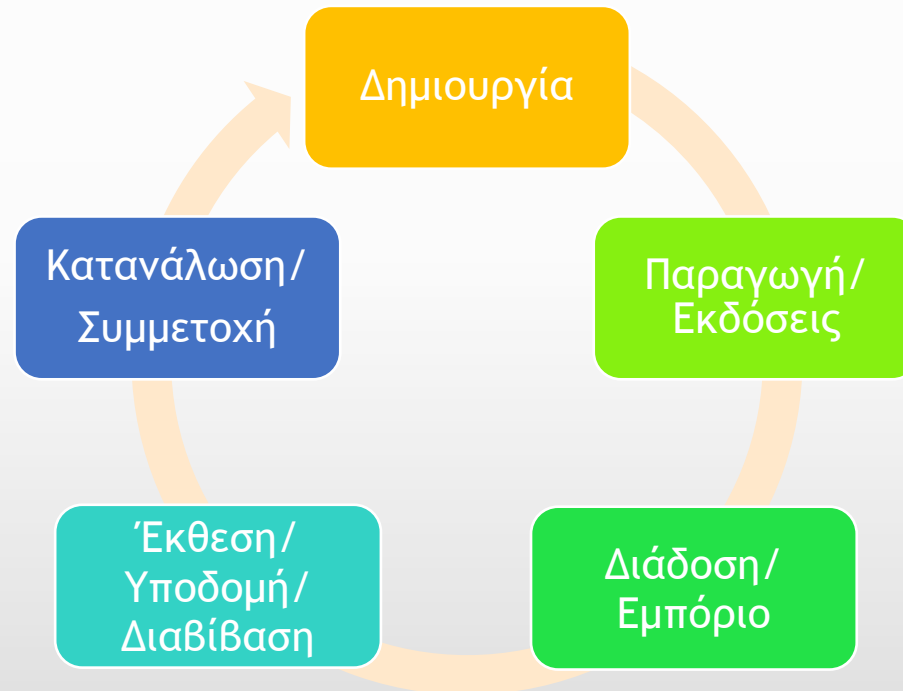 Δημιουργία
Παραγωγή/
Εκδόσεις
Διάδοση/
Εμπόριο
Έκθεση/
Υποδομή/
Διαβίβαση
Κατανάλωση/
Συμμετοχή